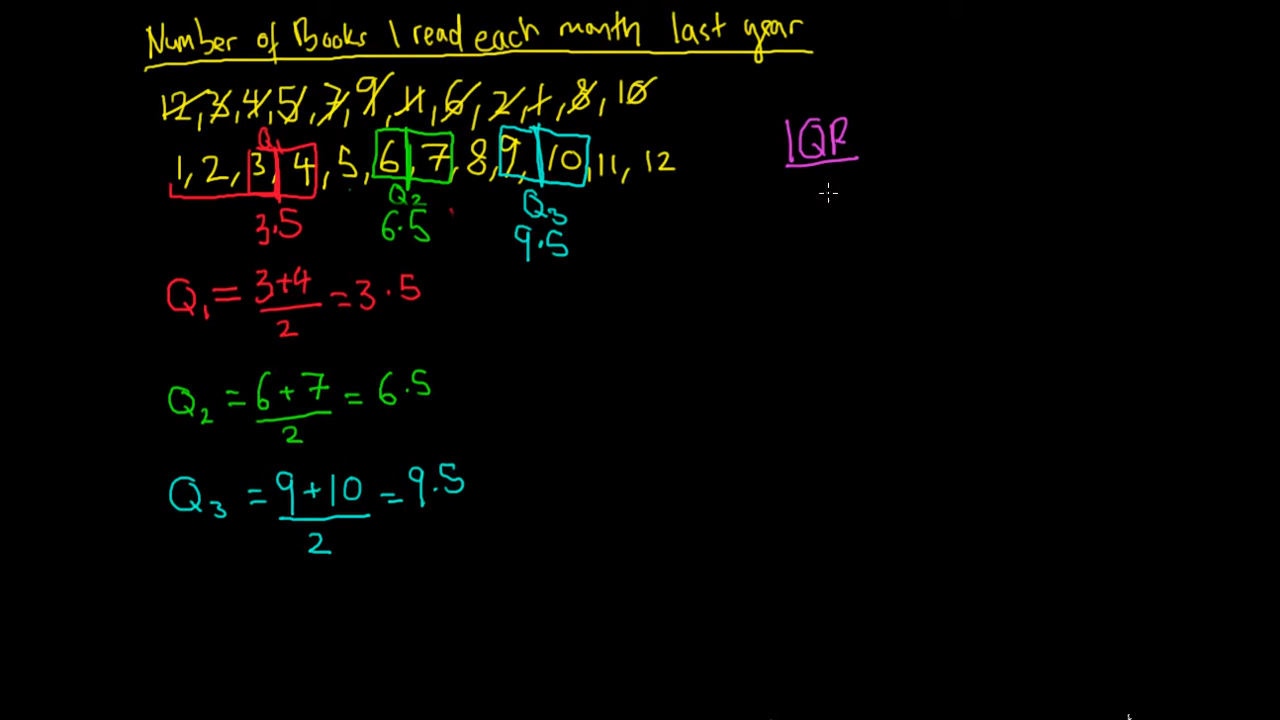 Number of Books I read each month last year
12, 3, 4, 5, 7, 9, 11, 6, 2, 1, 8, 10
Q1
1, 2, 3, 4, 5, 6, 7, 8, 9, 10, 11, 12
IQR
Q2
Q3
3.5
6.5
9.5
Q1 = 3+4/2 = 3.5
Q2 = 6+7/2 = 6.5
Q3 = 9+10/2 = 9.5